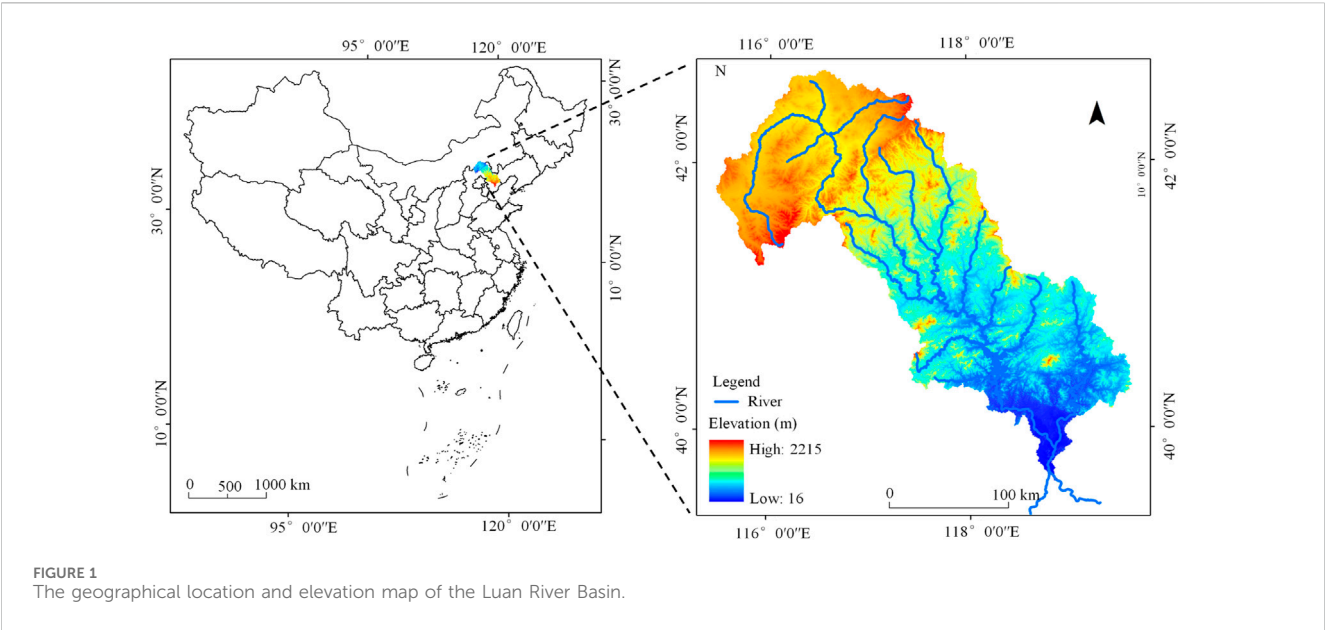 95° 0'0"E 120° 0'0"E
30° 0'0"N
30° 0'0"N
10° 0'0"N
10° 0'0"N
0 500 1000 km
95° 0'0"E 120° 0'0"E
116° 0'0"E 118° 0'0"E
N
42° 0'0"N
10° 0'0"N
42° 0'0"N
Legend
River
Elevation (m)
High: 2215
Low: 16
40° 0'0"N
40° 0'0"N
0 100 km
116° 0'0"E 118° 0'0"E
FIGURE 1
The geographical location and elevation map of the Luan River Basin.